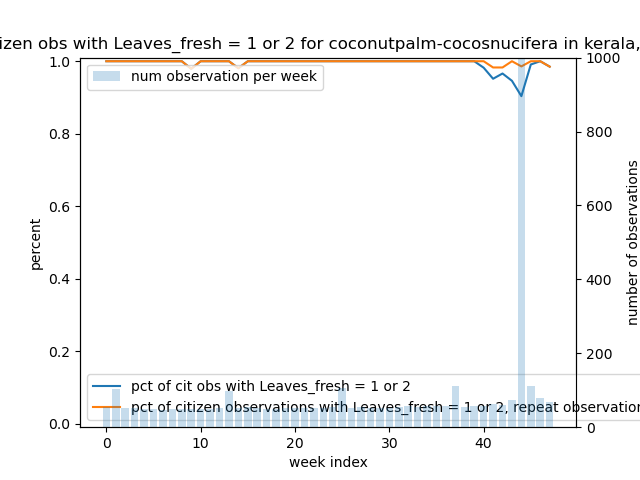 izen obs with Leaves_fresh = 1 or 2 for coconutpalm-cocosnucifera in kerala,
num observation per week
pct of cit obs with Leaves_fresh = 1 or 2
pct of citizen observations with Leaves_fresh = 1 or 2, repeat observation
percent
1.0
0.8
0.6
0.4
0.2
0.0
0
10
20
30
40
week index
1000
800
600
400
200
0
number of observations